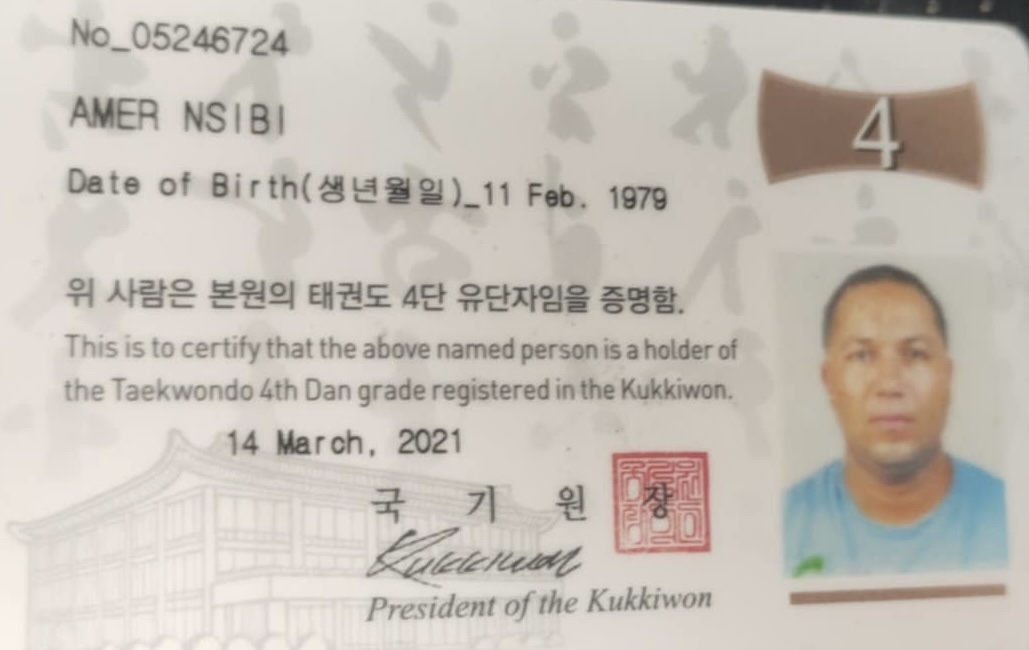 No_05246724
4
AMER NSIBI
Date of Birth(생년월일)_11 Feb. 1979
위 사람은 본원의 태권도 4단 유단자임을 증명함.
This is to certify that the above named person is a holder of
the Taekwondo 4th Dan grade registered in the Kukkiwon.
14 March, 2021
국 기 원 장
Kukkiwon
President of the Kukkiwon